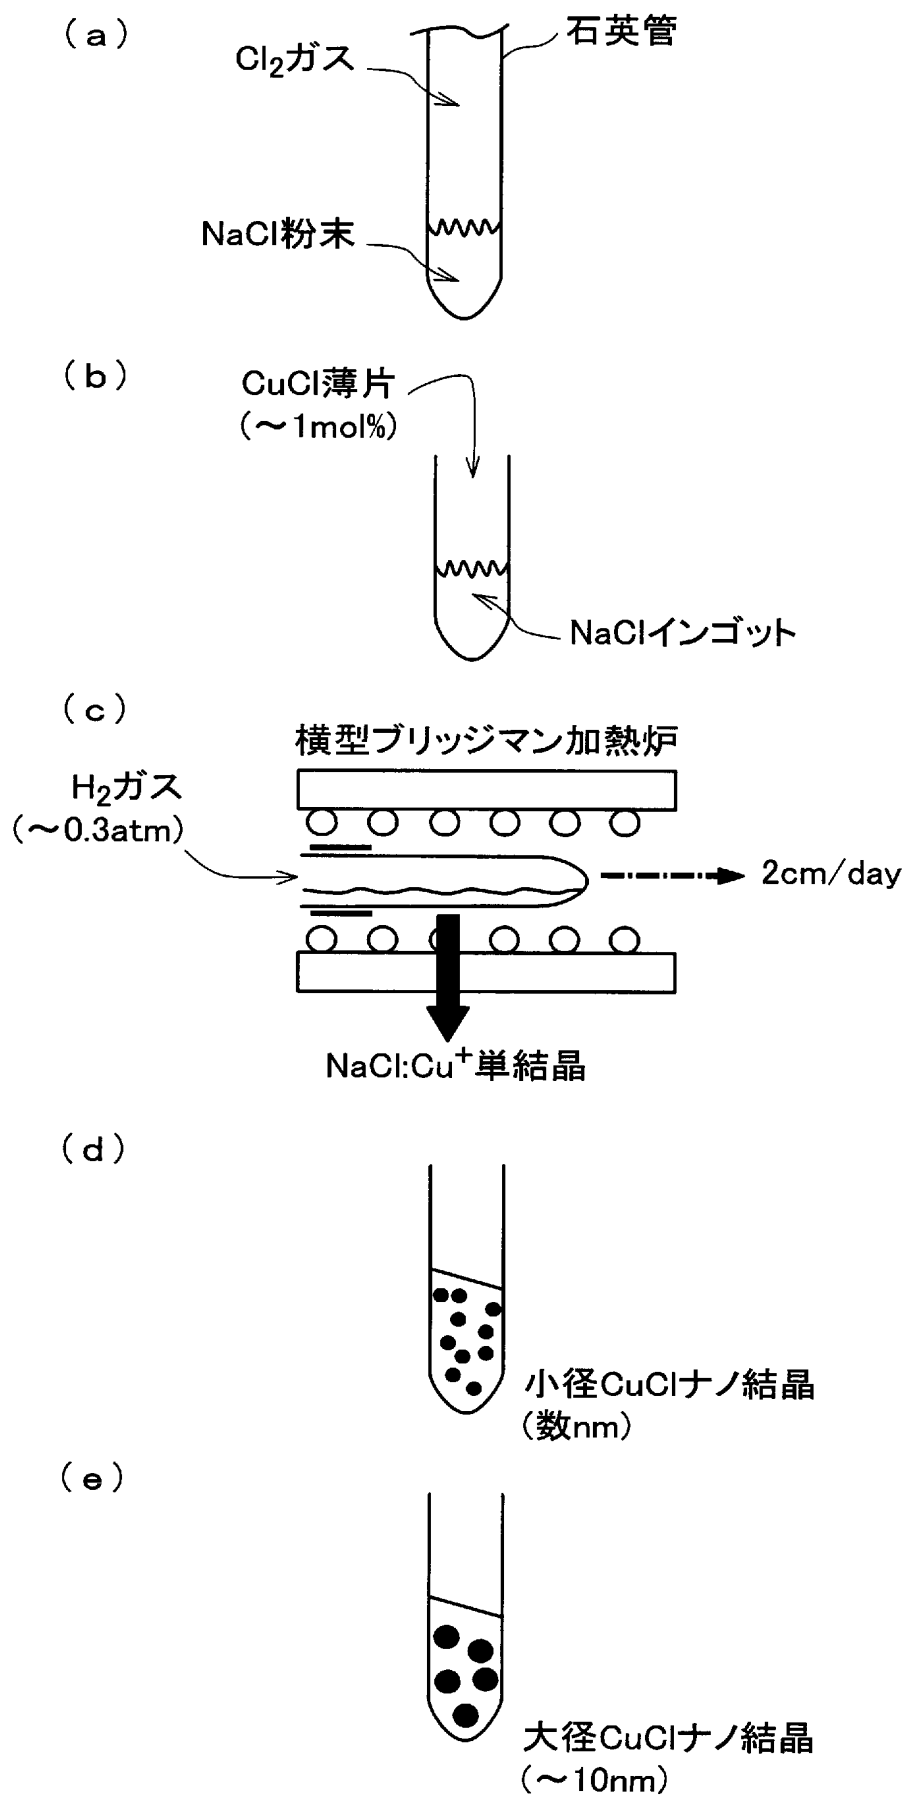 (a)
石英管
Cl₂ガス
NaCl粉末
(b)
CuCl薄片
(～1mol%)
NaClインゴット
(c)
横型ブリッジマン加熱炉
H₂ガス
(～0.3atm)
2cm/day
NaCl:Cu⁺単結晶
(d)
小径CuClナノ結晶
(数nm)
(e)
大径CuClナノ結晶
(～10nm)